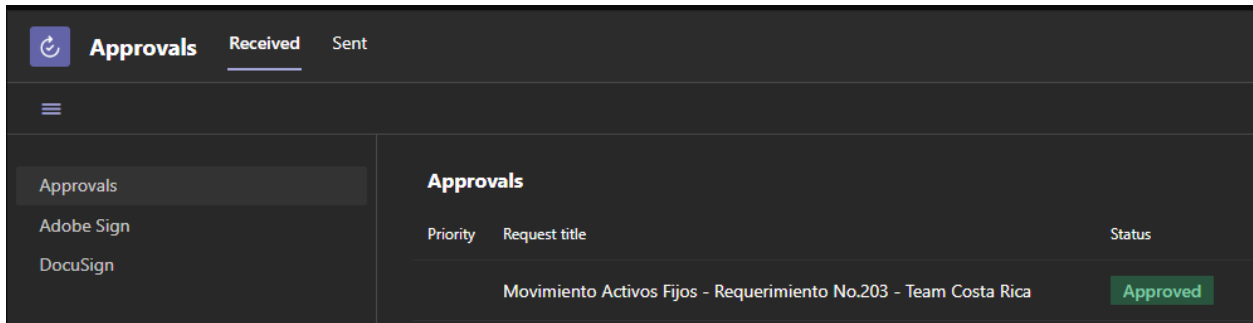 Approvals Received Sent
Approvals
Adobe Sign
DocuSign
Approvals
Priority Request title Status
Movimiento Activos Fijos - Requerimiento No.203 - Team Costa Rica Approved